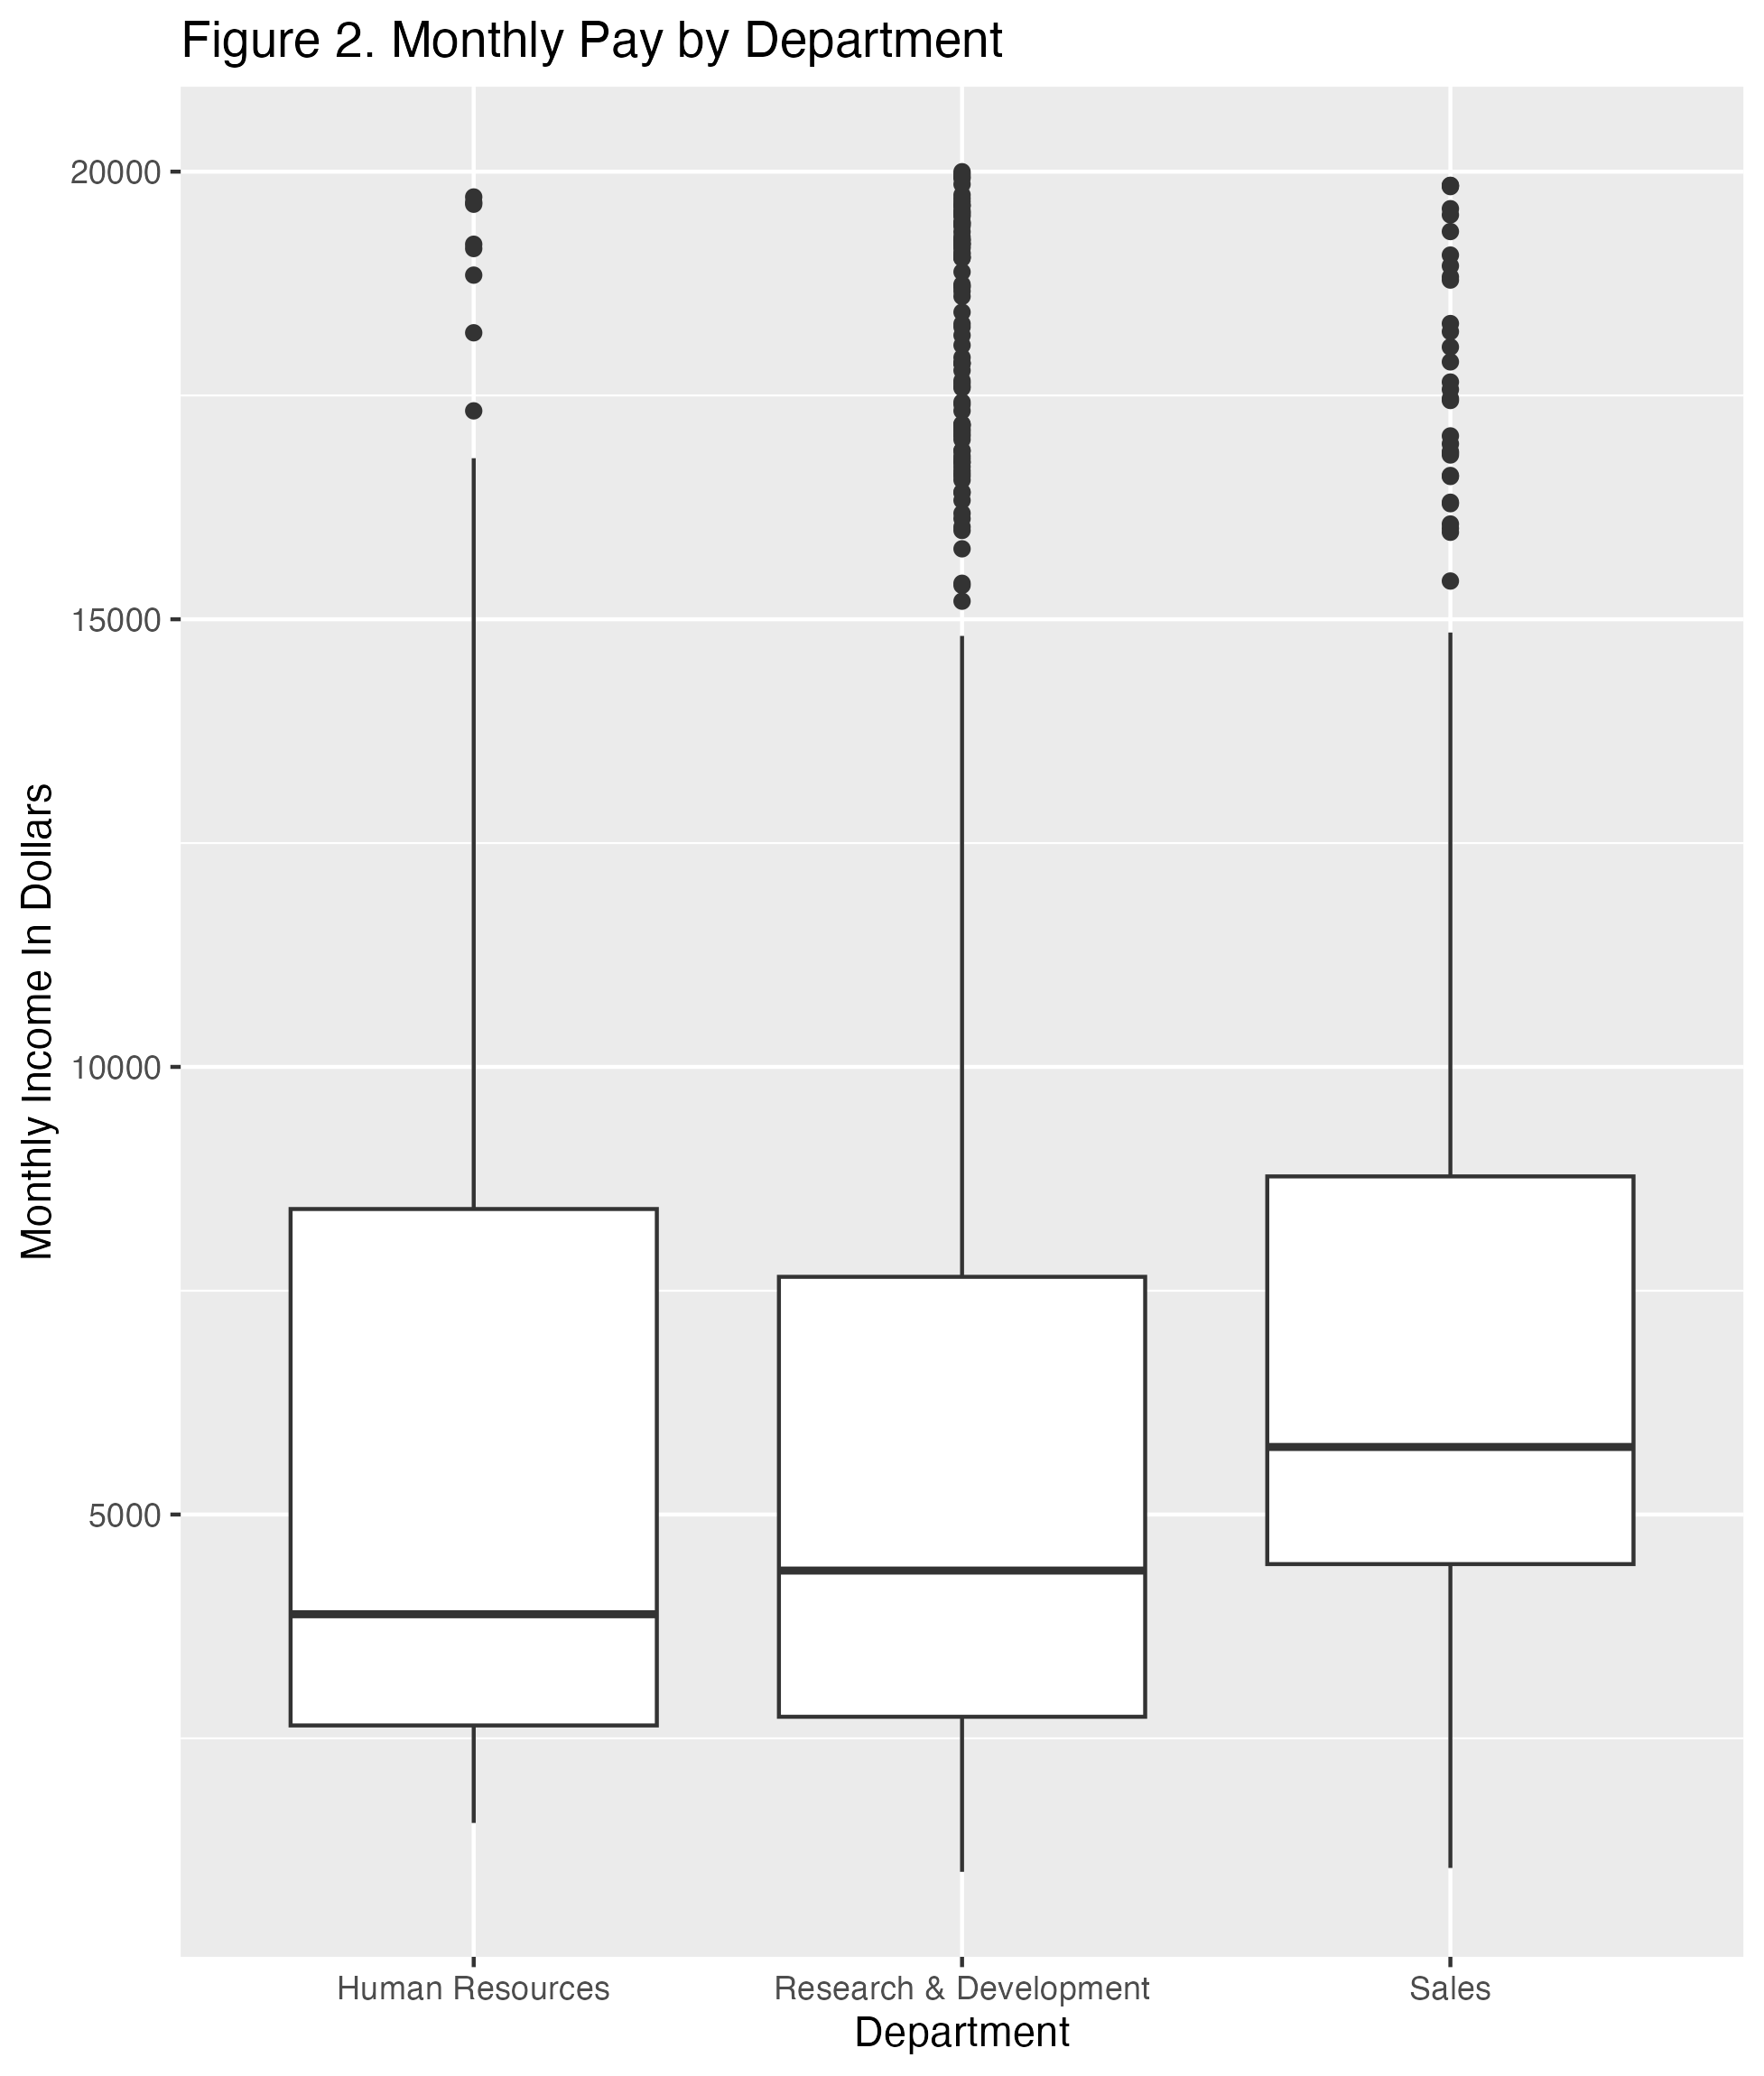 Figure 2. Monthly Pay by Department
20000
15000
10000
5000
Monthly Income In Dollars
Human Resources
Research & Development
Sales
Department